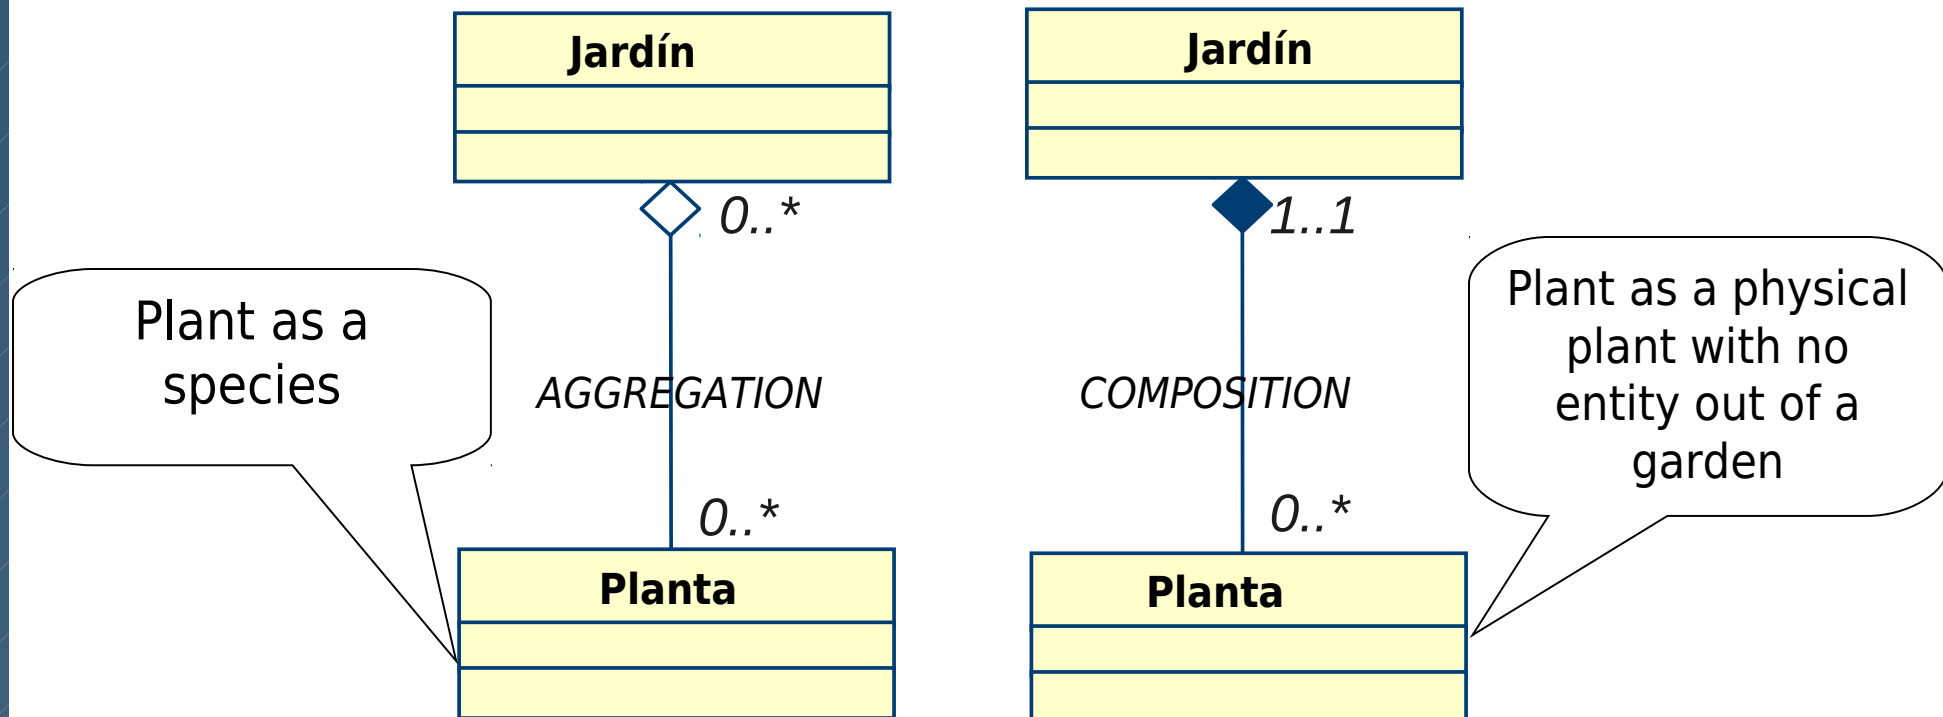 Jardín
0..*
Plant as a
species
AGGREGATION
0..*
Planta
Jardín
1..1
COMPOSITION
0..*
Planta
Plant as a physical
plant with no
entity out of a
garden